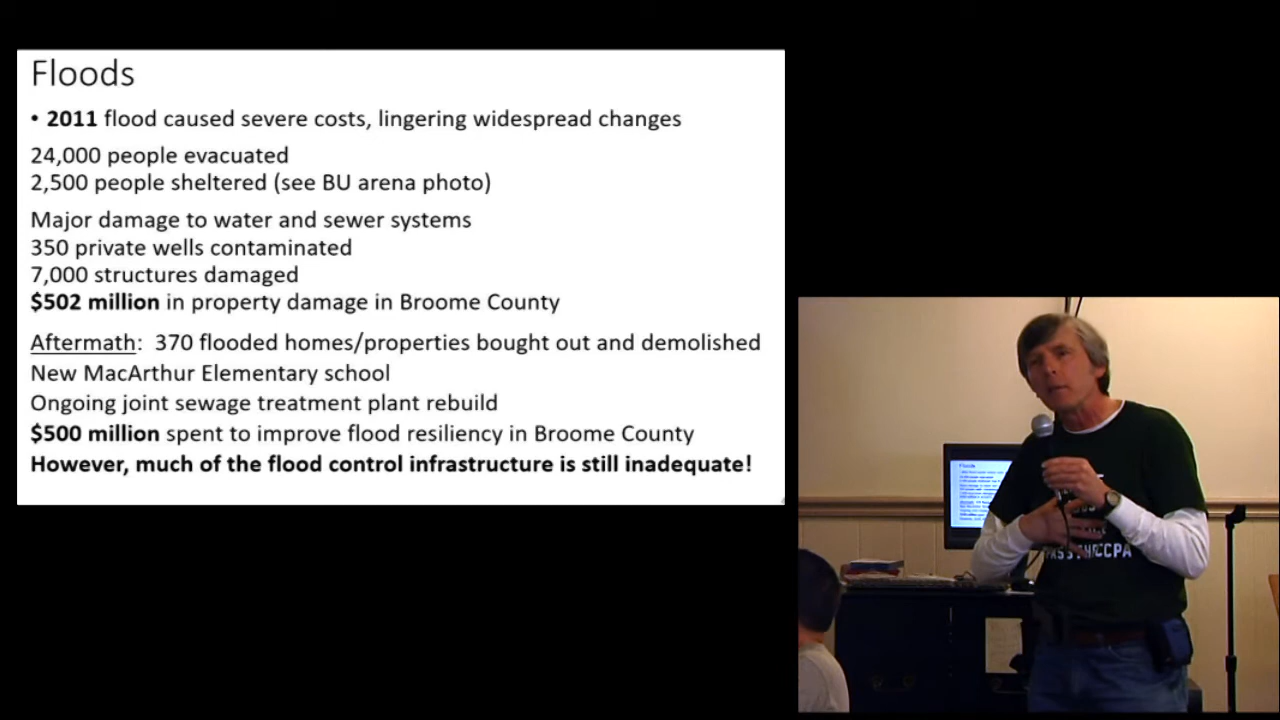 Floods
• 2011 flood caused severe costs, lingering widespread changes
24,000 people evacuated
2,500 people sheltered (see BU arena photo)
Major damage to water and sewer systems
350 private wells contaminated
7,000 structures damaged
$502 million in property damage in Broome County
Aftermath: 370 flooded homes/properties bought out and demolished
New MacArthur Elementary school
Ongoing joint sewage treatment plant rebuild
$500 million spent to improve flood resiliency in Broome County
However, much of the flood control infrastructure is still inadequate!
Floods
CCPA